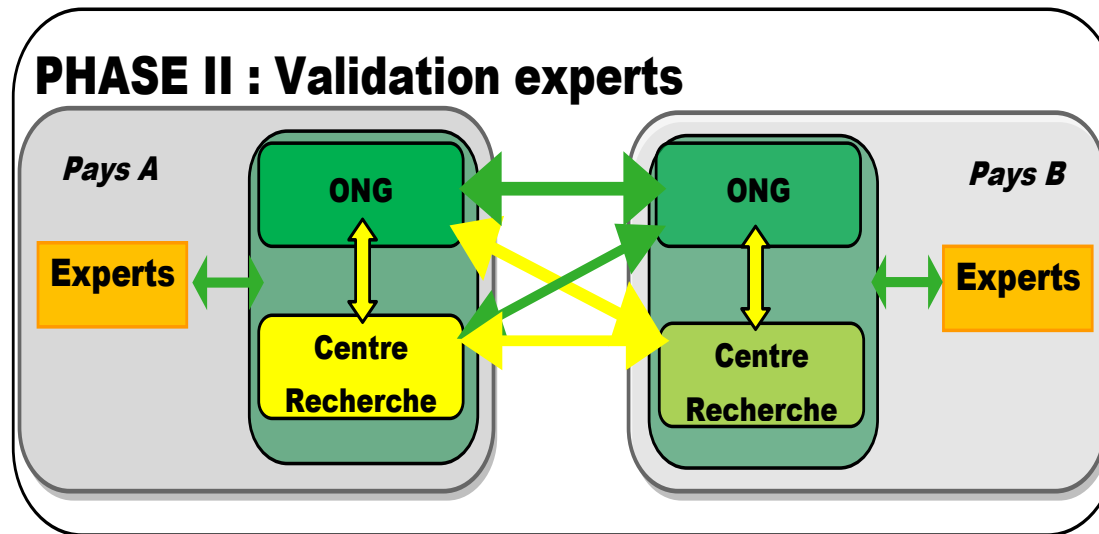 PHASE II : Validation experts
Pays A
ONG
Experts
Centre
Recherche
ONG
Pays B
Experts
Centre
Recherche